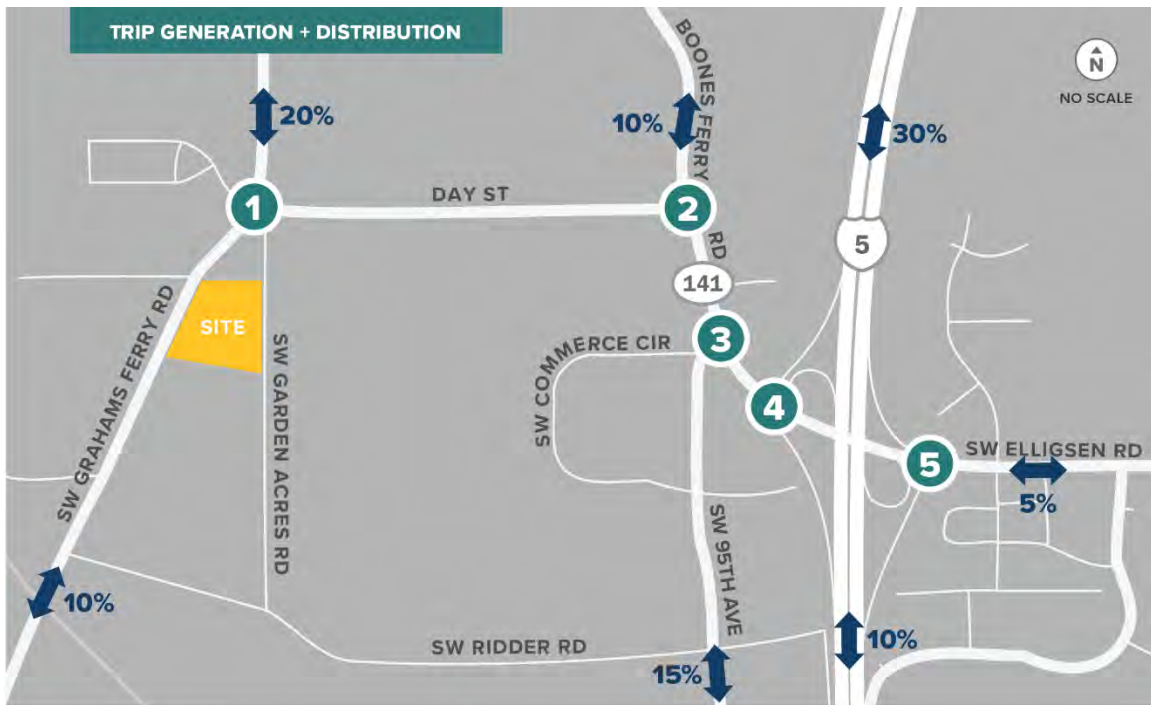 TRIP GENERATION + DISTRIBUTION
N
NO SCALE
BOONES FERRY
RD
20%
10%
30%
1
DAY ST
2
5
141
SITE
SW GRAHAMS FERRY RD
SW GARDEN ACRES RD
SW COMMERCE CIR
3
4
5
SW ELLIGSEN RD
5%
SW 95TH AVE
10%
SW RIDDER RD
15%
10%